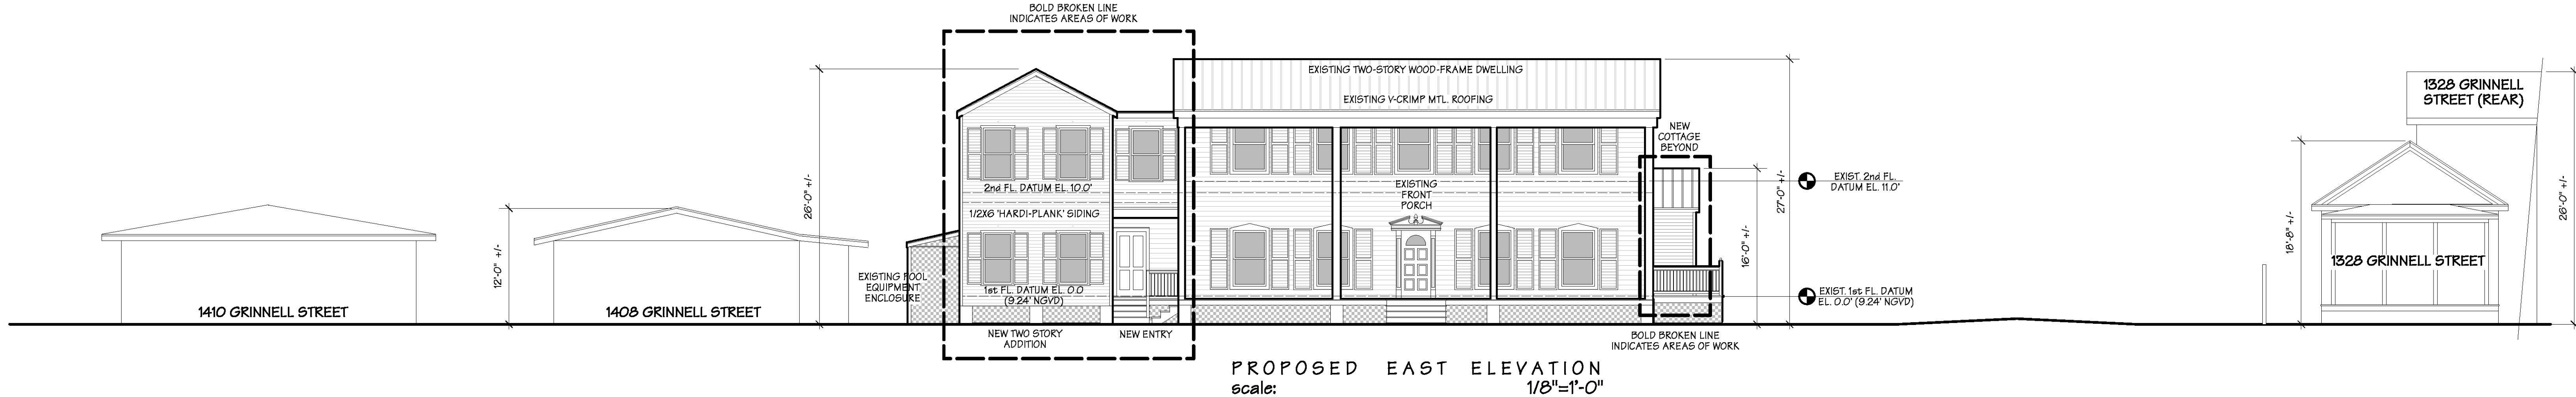 BOLD BROKEN LINE
INDICATES AREAS OF WORK
EXISTING TWO-STORY WOOD-FRAME DWELLING
EXISTING V-CRIMP MTL. ROOFING
1328 GRINNELL
STREET (REAR)
NEW
COTTAGE
BEYOND
26'-0" +/-
2nd FL. DATUM EL. 10.0'
1/2X6 'HARDI-PLANK' SIDING
EXISTING
FRONT
PORCH
27'-0" +/-
EXIST. 2nd FL.
DATUM EL. 11.0'
26'-0" +/-
12'-0" +/-
16'-0" +/-
18'-8" +/-
1328 GRINNELL STREET
EXISTING POOL
EQUIPMENT
ENCLOSURE
1st FL. DATUM EL. 0.0
(9.24' NGVD)
EXIST. 1st FL. DATUM
EL. 0.0' (9.24' NGVD)
1410 GRINNELL STREET
1408 GRINNELL STREET
NEW TWO STORY
ADDITION
NEW ENTRY
BOLD BROKEN LINE
INDICATES AREAS OF WORK
PROPOSED EAST ELEVATION
scale: 1/8"=1'-0"